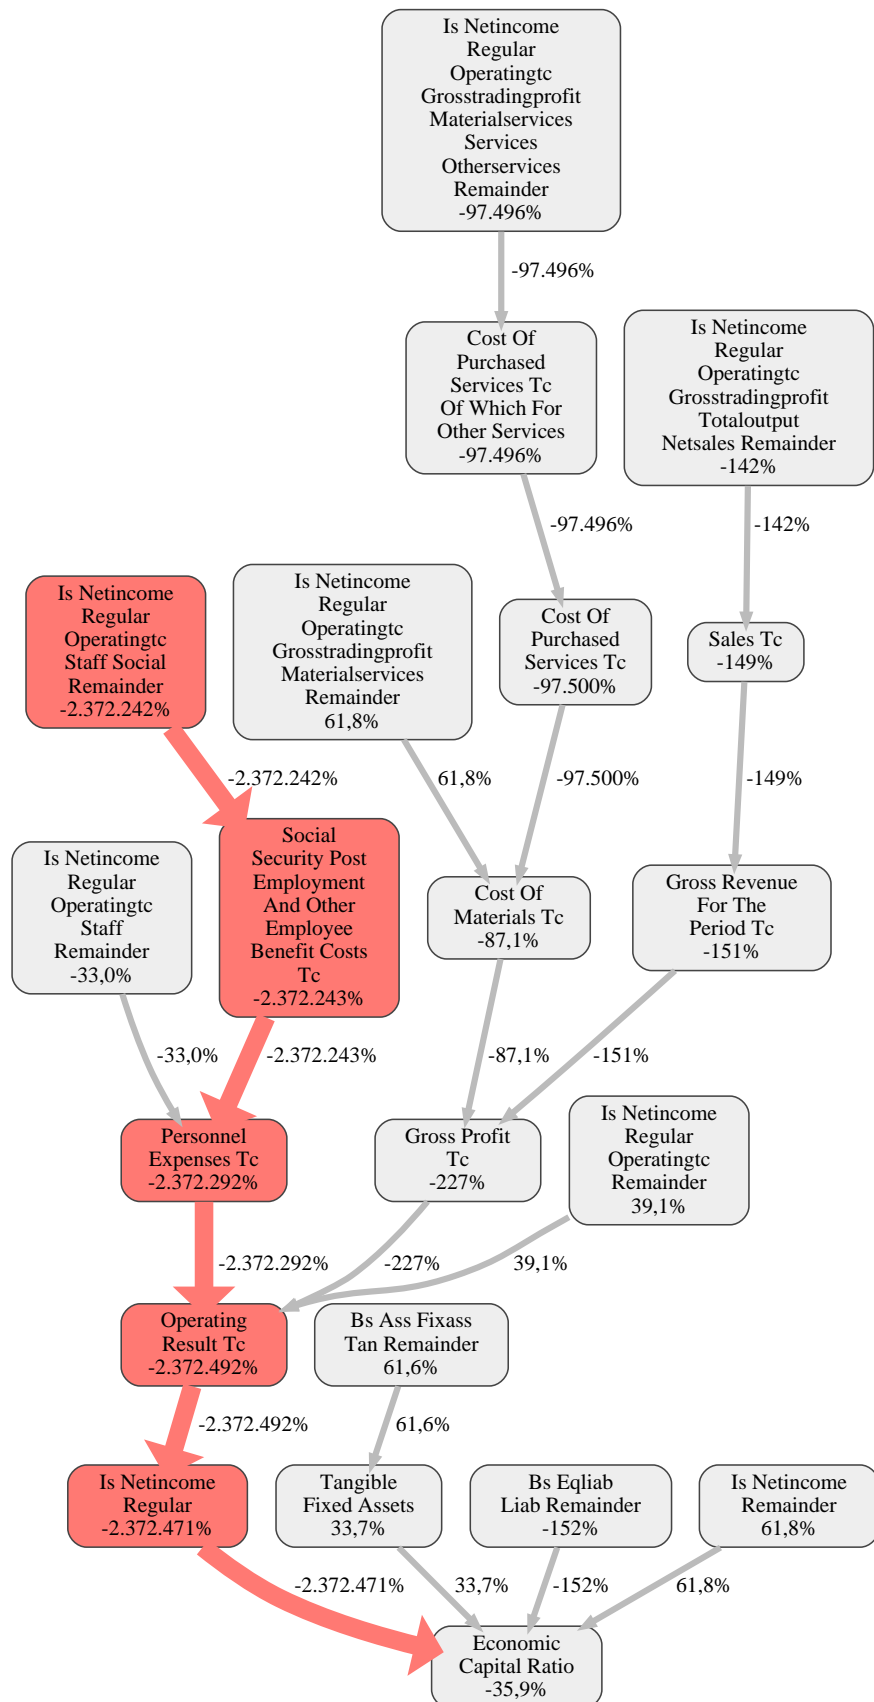 Is Netincome
Regular
Operatingtc
Grosstradingprofit
Materialservices
Services
Otherservices
Remainder
-97.496%
-97.496%
Cost Of
Purchased
Services Tc
Of Which For
Other Services
-97.496%
Is Netincome
Regular
Operatingtc
Grosstradingprofit
Totaloutput
Netsales Remainder
-142%
-97.496%
-142%
Is Netincome
Regular
Operatingtc
Staff Social
Remainder
-2.372.242%
Is Netincome
Regular
Operatingtc
Grosstradingprofit
Materialservices
Remainder
61,8%
Cost Of
Purchased
Services Tc
-97.500%
Sales Tc
-149%
-2.372.242%
61,8%
-97.500%
-149%
Is Netincome
Regular
Operatingtc
Staff
Remainder
-33,0%
Social
Security Post
Employment
And Other
Employee
Benefit Costs
Tc
-2.372.243%
Cost Of
Materials Tc
-87,1%
Gross Revenue
For The
Period Tc
-151%
-33,0%
-2.372.243%
-87,1%
-151%
Personnel
Expenses Tc
-2.372.292%
Gross Profit
Tc
-227%
Is Netincome
Regular
Operatingtc
Remainder
39,1%
-2.372.292%
-227%
39,1%
Operating
Result Tc
-2.372.492%
Bs Ass Fixass
Tan Remainder
61,6%
-2.372.492%
61,6%
Is Netincome
Regular
-2.372.471%
Tangible
Fixed Assets
33,7%
Bs Eqliab
Liab Remainder
-152%
Is Netincome
Remainder
61,8%
-2.372.471%
33,7%
-152%
61,8%
Economic
Capital Ratio
-35,9%